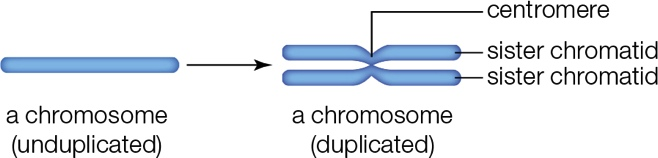 centromere
sister chromatid
sister chromatid
a chromosome
(unduplicated)
a chromosome
(duplicated)